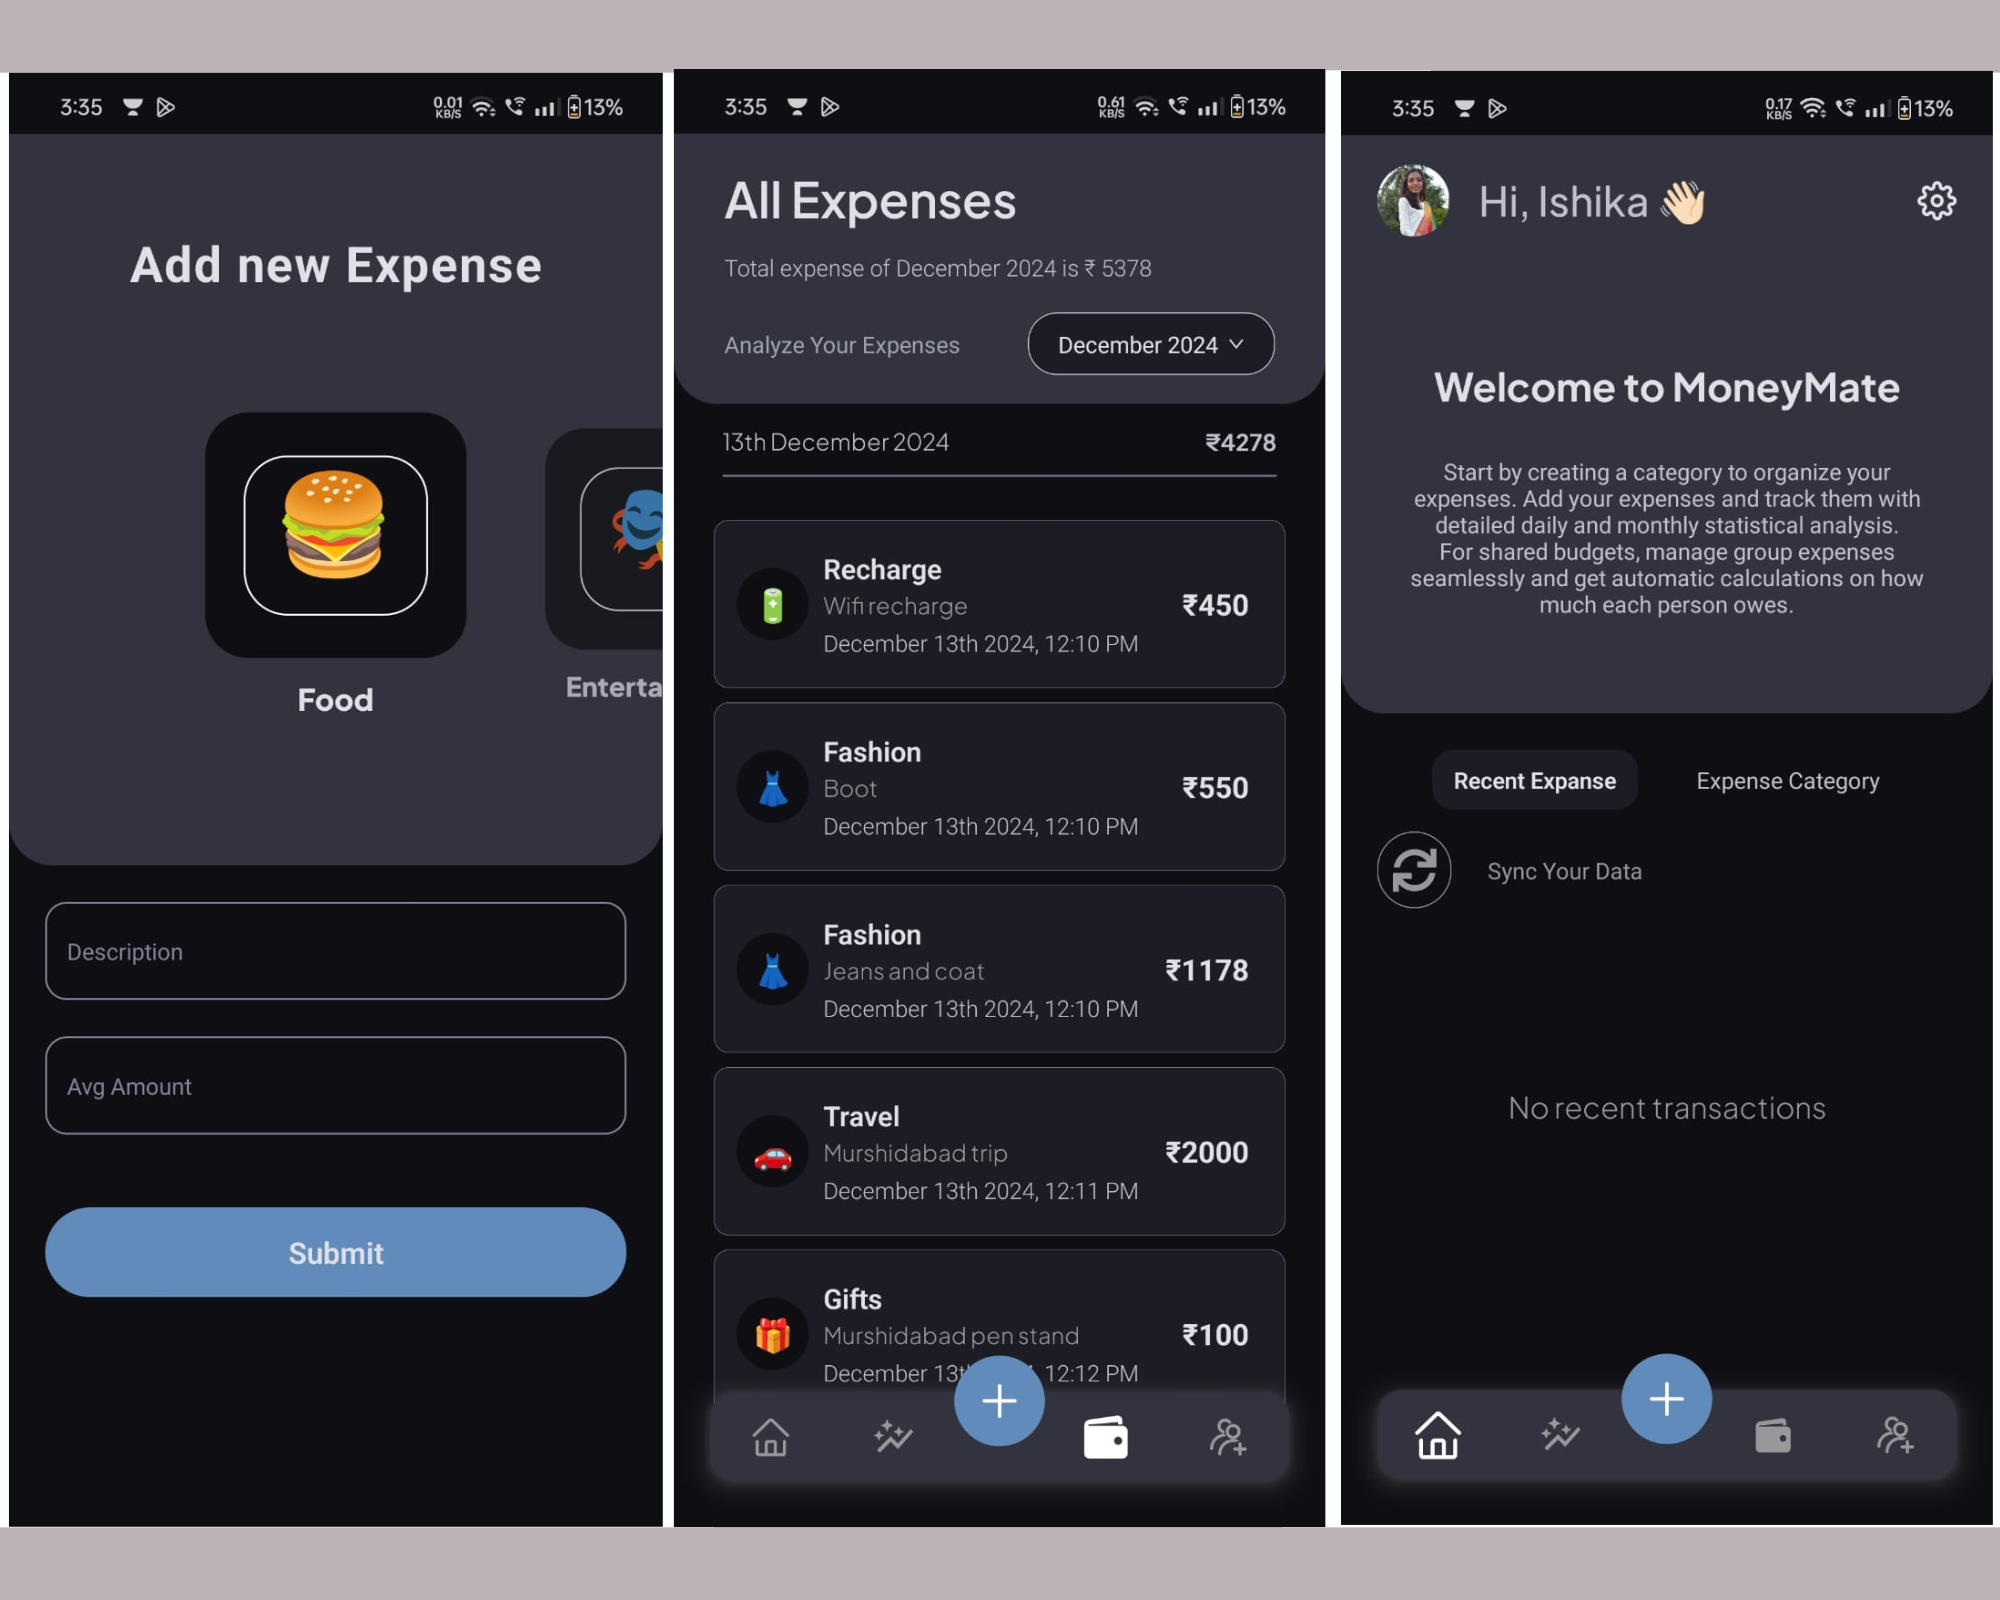 3:35
0.01
KB/S
13%
Add new Expense
Food
Enterta
Description
Avg Amount
Submit
3:35
0.61
KB/S
13%
All Expenses
Total expense of December 2024 is ₹ 5378
Analyze Your Expenses
December 2024
13th December 2024
₹4278
Recharge
Wifi recharge
₹450
December 13th 2024, 12:10 PM
Fashion
Boot
₹550
December 13th 2024, 12:10 PM
Fashion
Jeans and coat
₹1178
December 13th 2024, 12:10 PM
Travel
Murshidabad trip
₹2000
December 13th 2024, 12:11 PM
Gifts
Murshidabad pen stand
₹100
December 13t 12:12 PM
3:35
0.17
KB/S
13%
Hi, Ishika 👋🏻
Welcome to MoneyMate
Start by creating a category to organize your
expenses. Add your expenses and track them with
detailed daily and monthly statistical analysis.
For shared budgets, manage group expenses
seamlessly and get automatic calculations on how
much each person owes.
Recent Expanse
Expense Category
Sync Your Data
No recent transactions